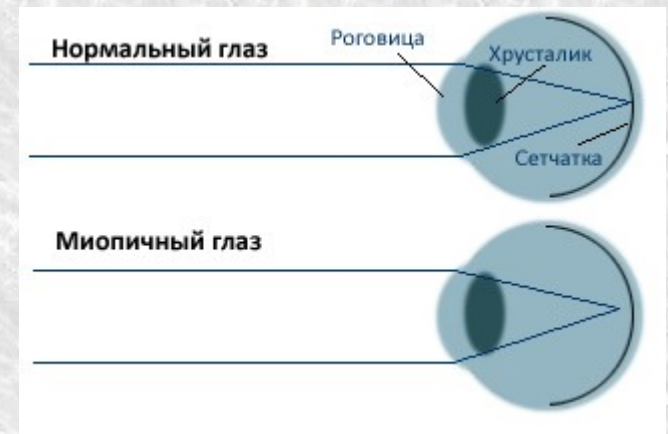 Нормальный глаз
Роговица
Хрусталик
Сетчатка
Миопичный глаз